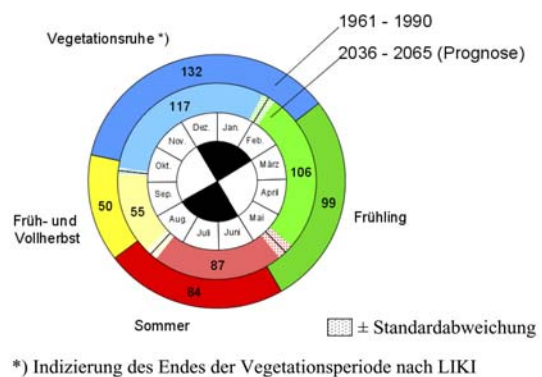 1961 - 1990
Vegetationsruhe *)
2036 - 2065 (Prognose)
132
117
Dez.
Jan.
Nov.
Feb.
Okt.
März
106
Sep.
April
50
55
99
Früh- und
Vollherbst
Frühling
Aug.
Mai
Juli
Juni
87
84
Sommer
± Standardabweichung
*) Indizierung des Endes der Vegetationsperiode nach LIKI